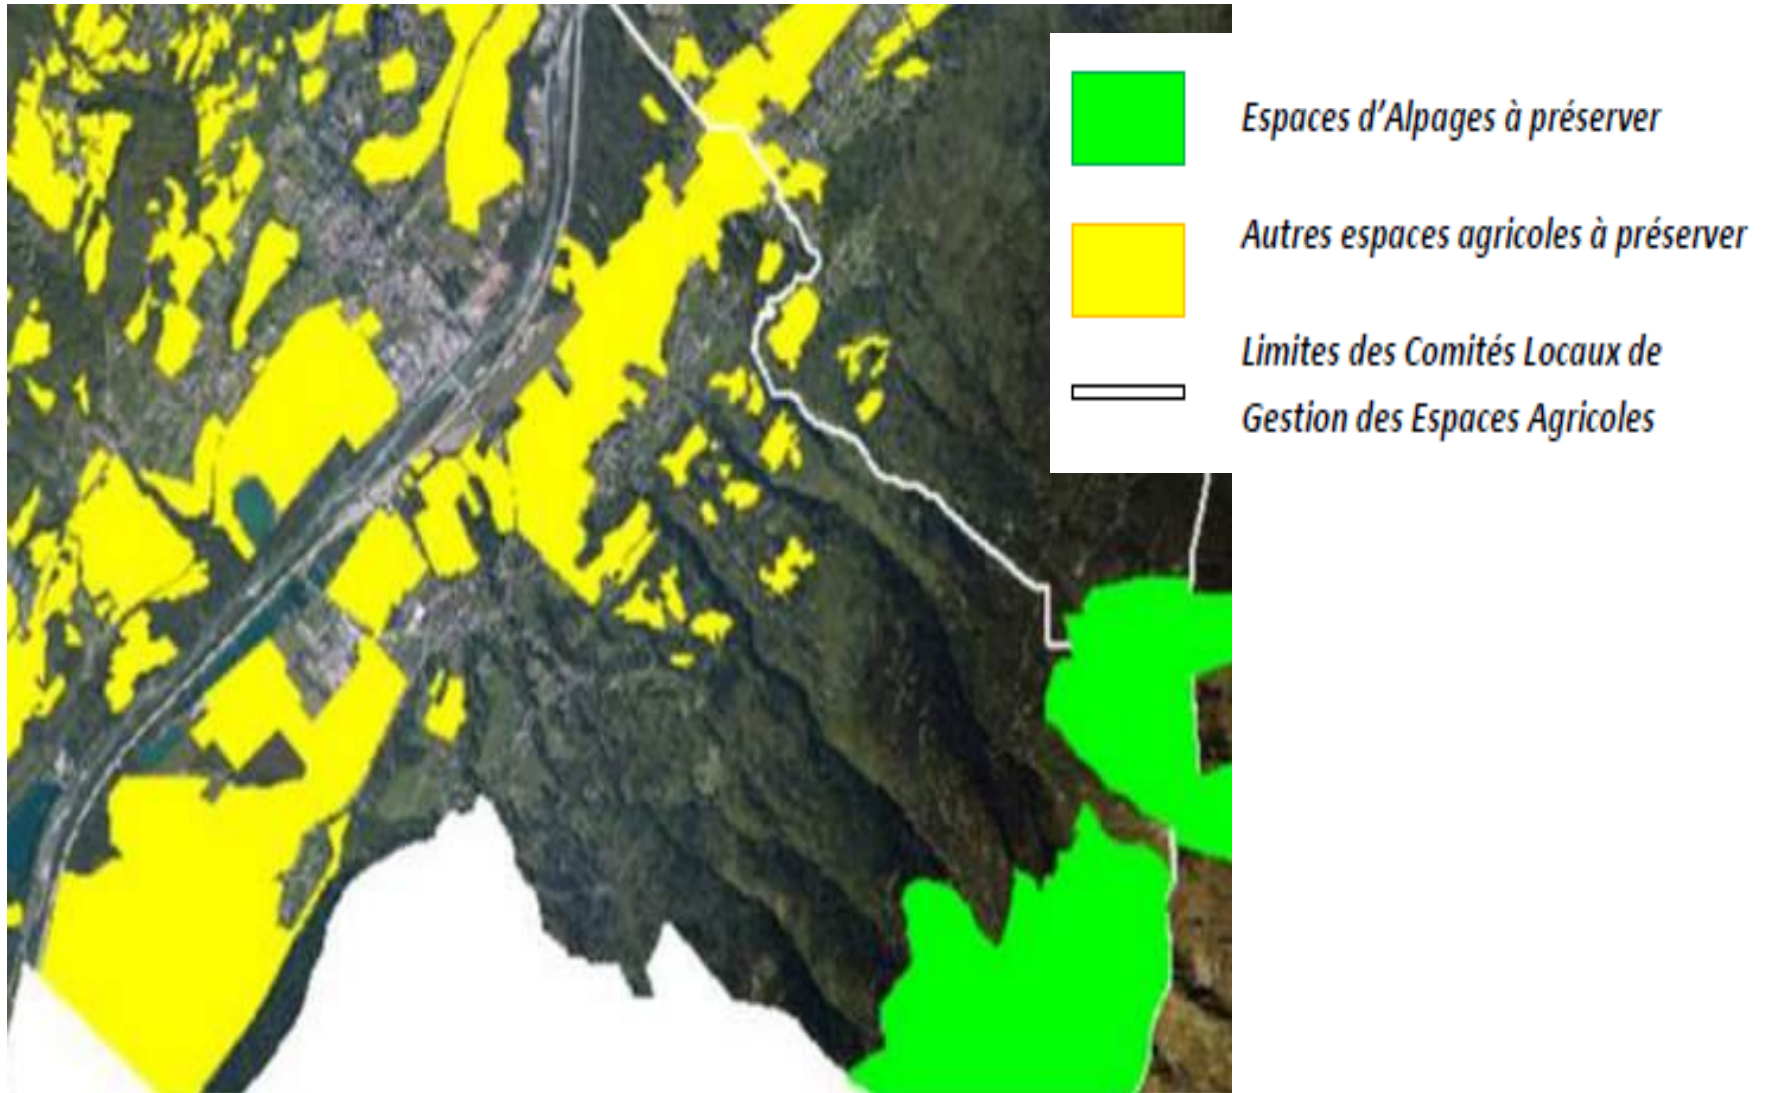 Espaces d’Alpages à préserver
Autres espaces agricoles à préserver
Limites des Comités Locaux de
Gestion des Espaces Agricoles